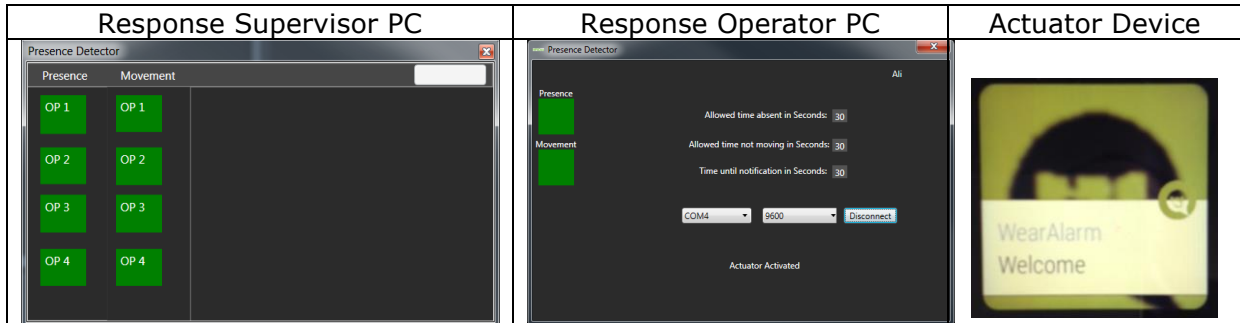 Response Supervisor PC
Response Operator PC
Actuator Device
Presence Detector
Presence Movement
OP 1 OP 1
OP 2 OP 2
OP 3 OP 3
OP 4 OP 4
Presence Detector
Ali
Presence
Allowed time absent in Seconds: 30
Movement
Allowed time not moving in Seconds: 30
Time until notification in Seconds: 30
COM4 9600 Disconnect
Actuator Activated
WearAlarm
Welcome